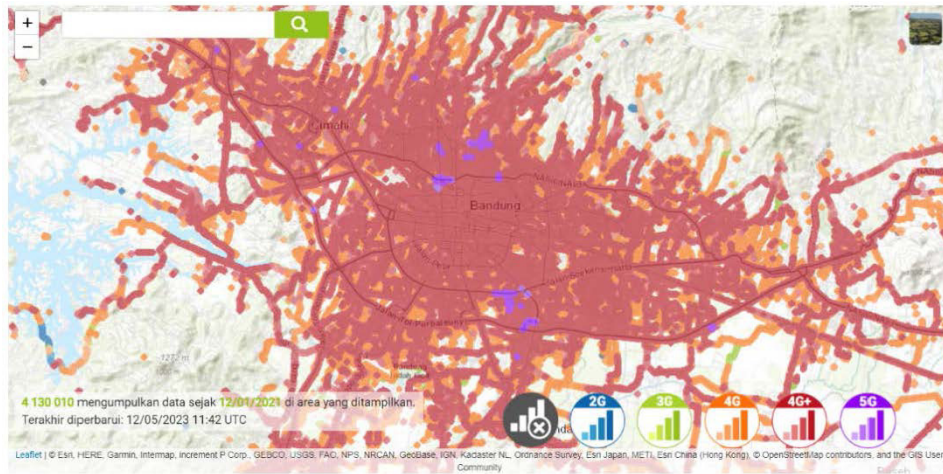 +
−
Cimahi
Bandung
1272 m
4 130 010 mengumpulkan data sejak 12/01/2021 di area yang ditampilkan.
Terakhir diperbarui: 12/05/2023 11:42 UTC
2G
3G
4G
4G+
5G
Leaflet | © Esri, HERE, Garmin, Intermap, increment P Corp., GEBCO, USGS, FAO, NPS, NRCAN, GeoBase, IGN, Kadaster NL, Ordnance Survey, Esri Japan, METI, Esri China (Hong Kong), © OpenStreetMap contributors, and the GIS User
Community